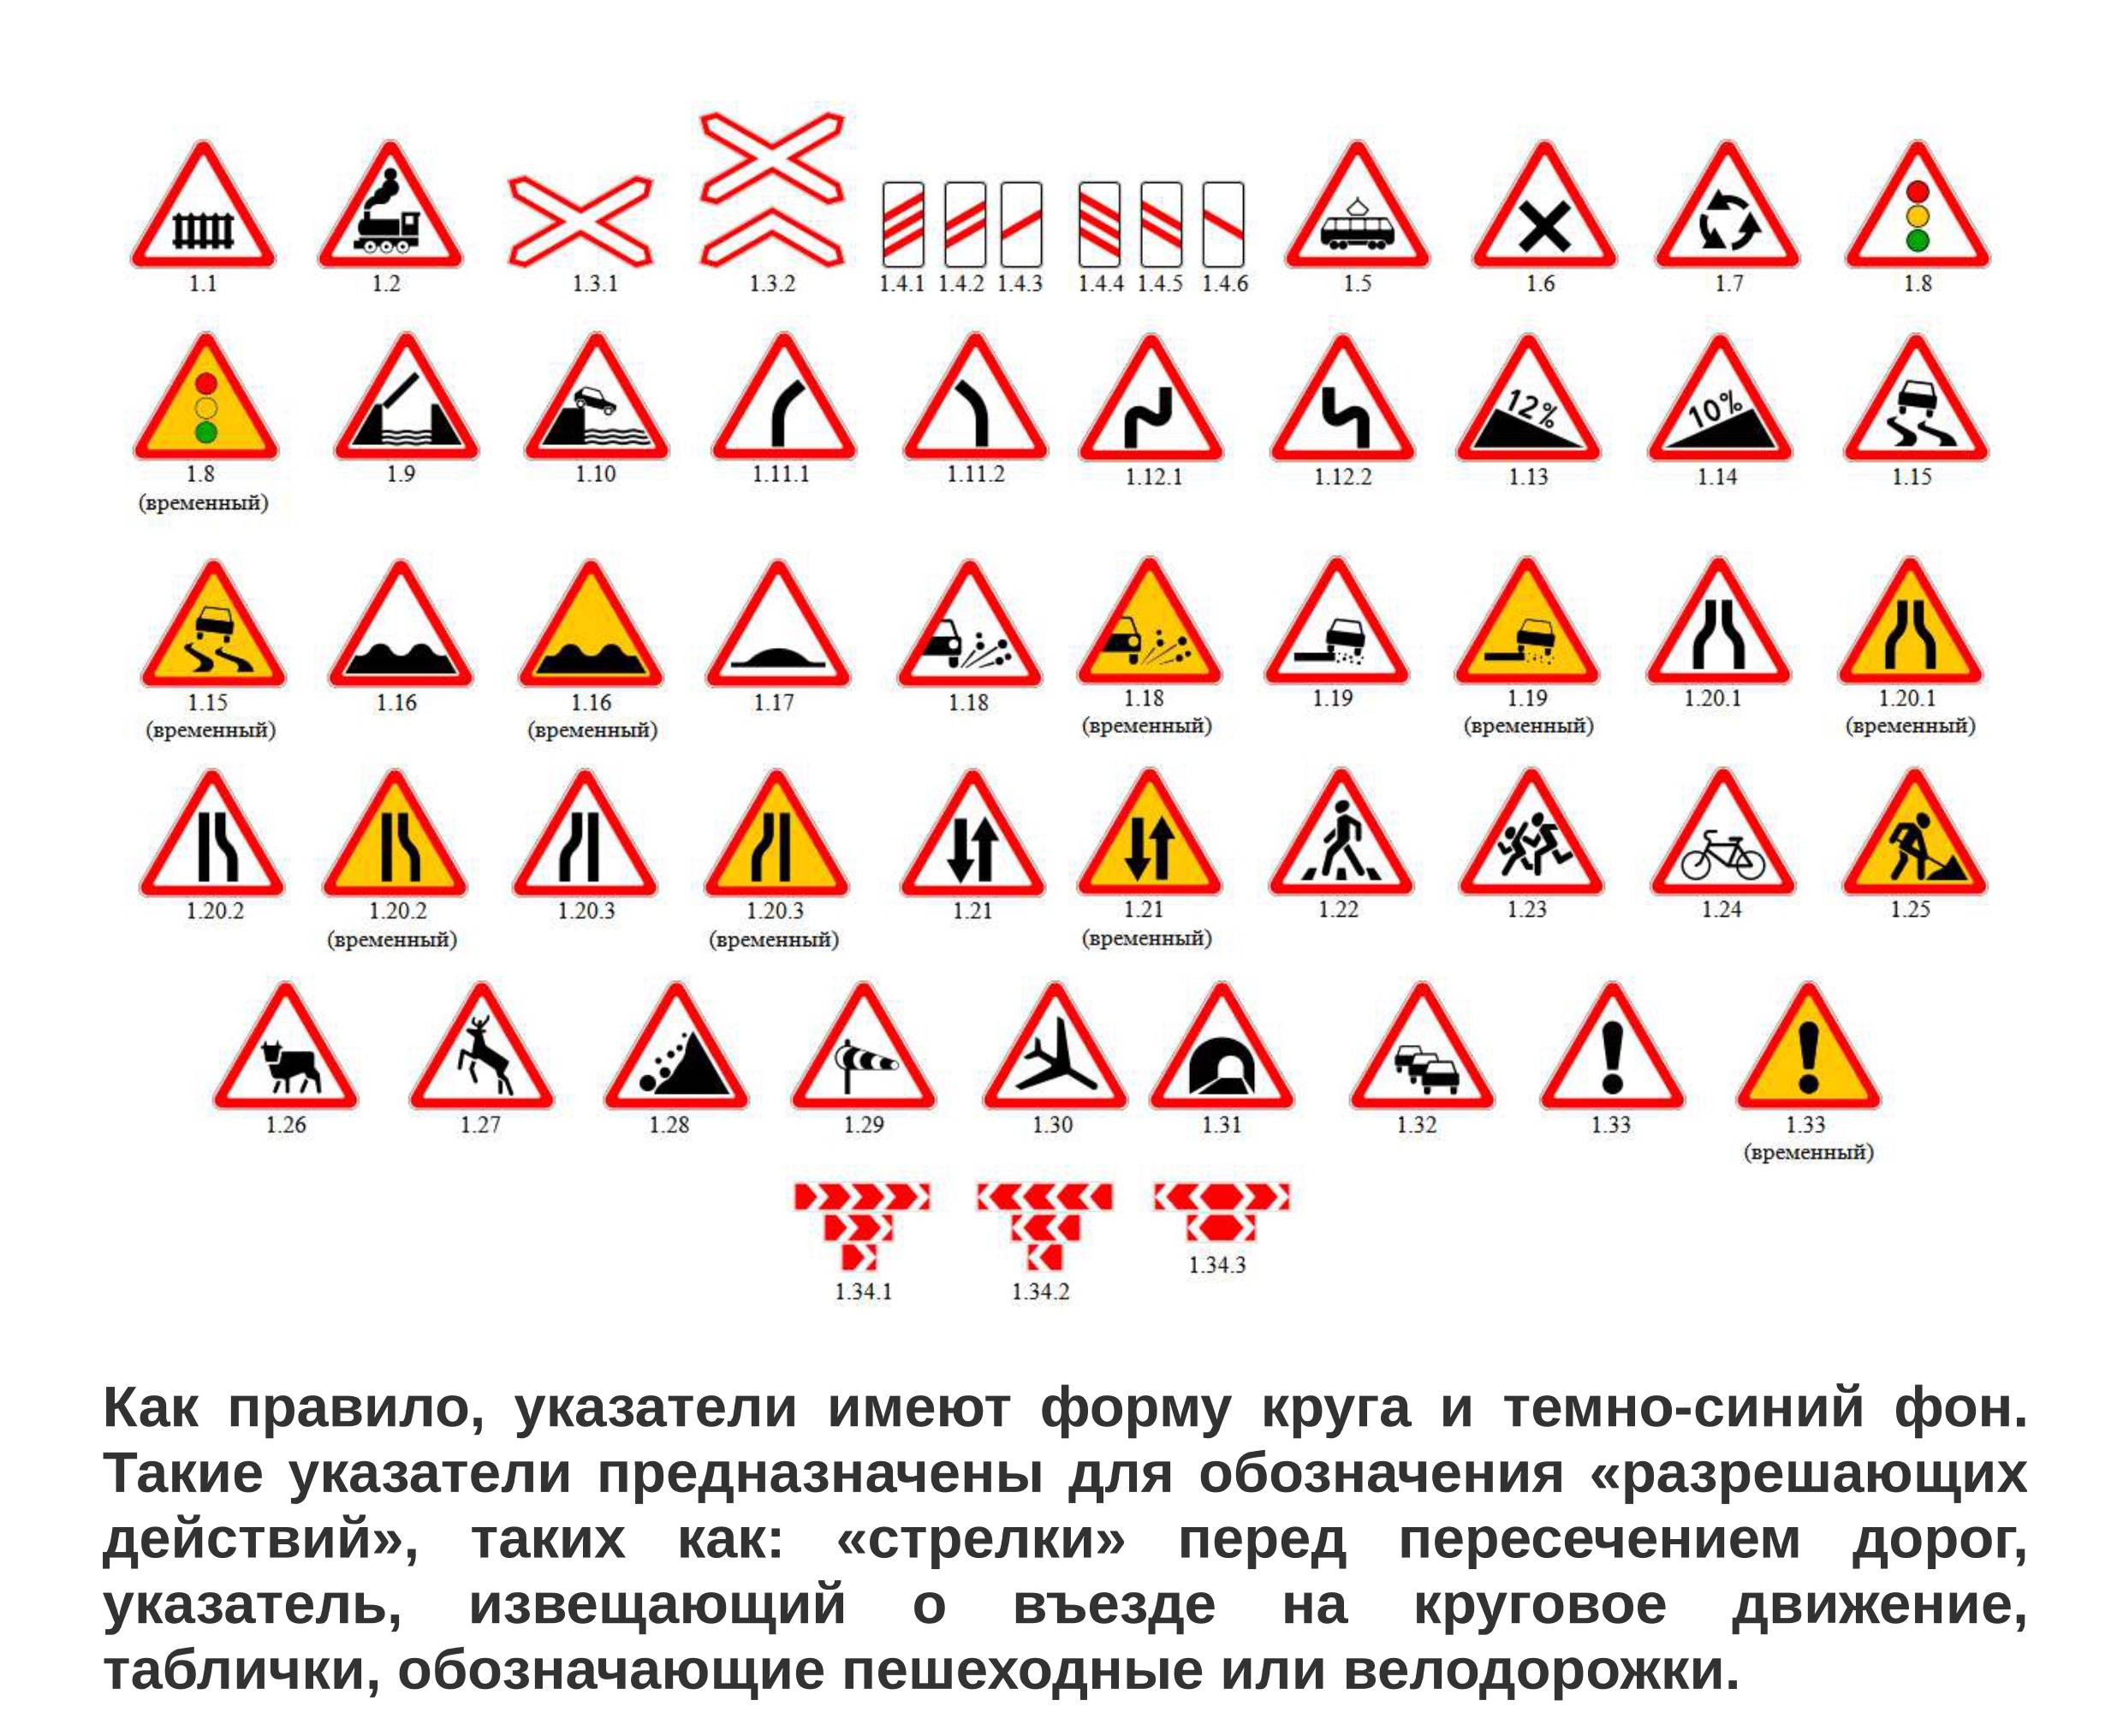 1.1 1.2 1.3.1 1.3.2 1.4.1 1.4.2 1.4.3 1.4.4 1.4.5 1.4.6 1.5 1.6 1.7 1.8
12% 10%
1.8 1.9 1.10 1.11.1 1.11.2 1.12.1 1.12.2 1.13 1.14 1.15
(временный)
1.15 1.16 1.16 1.17 1.18 1.18 1.19 1.19 1.20.1 1.20.1
(временный) (временный) (временный) (временный) (временный)
1.20.2 1.20.2 1.20.3 1.20.3 1.21 1.21 1.22 1.23 1.24 1.25
(временный) (временный) (временный)
1.26 1.27 1.28 1.29 1.30 1.31 1.32 1.33 1.33
(временный)
1.34.1 1.34.2 1.34.3
Как правило, указатели имеют форму круга и темно-синий фон.
Такие указатели предназначены для обозначения «разрешающих
действий», таких как: «стрелки» перед пересечением дорог,
указатель, извещающий о въезде на круговое движение,
таблички, обозначающие пешеходные или велодорожки.